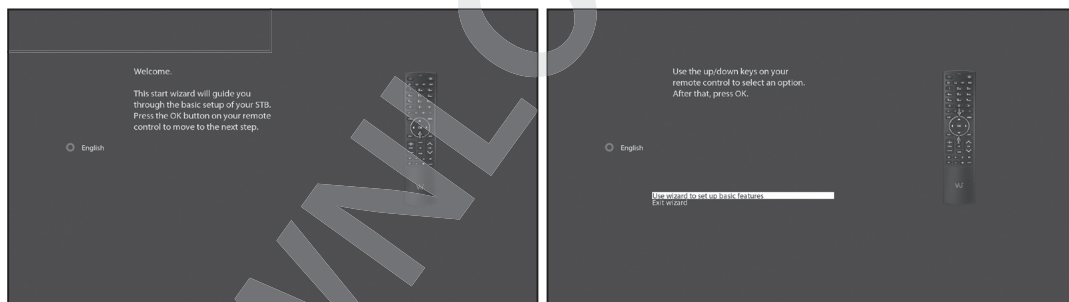 Welcome.
This start wizard will guide you
through the basic setup of your STB.
Press the OK button on your remote
control to move to the next step.
English
Use the up/down keys on your
remote control to select an option.
After that, press OK.
English
Use wizard to set up basic features
Exit wizard